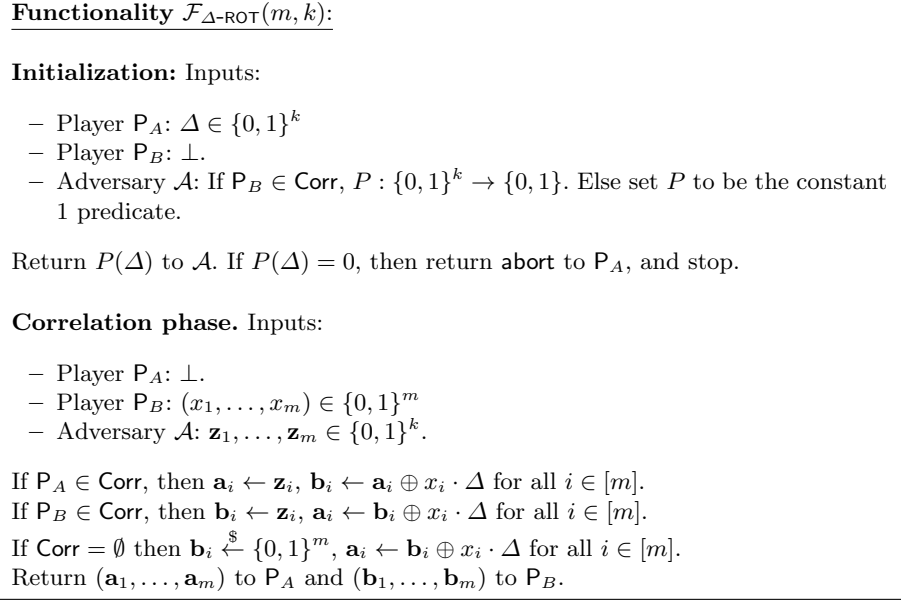 Functionality 𝓕_Δ-ROT(m, k):
Initialization: Inputs:
– Player P_A: Δ ∈ {0, 1}^k
– Player P_B: ⊥.
– Adversary 𝒜: If P_B ∈ Corr, P : {0, 1}^k → {0, 1}. Else set P to be the constant
1 predicate.
Return P(Δ) to 𝒜. If P(Δ) = 0, then return abort to P_A, and stop.
Correlation phase. Inputs:
– Player P_A: ⊥.
– Player P_B: (x_1, . . . , x_m) ∈ {0, 1}^m
– Adversary 𝒜: z_1, . . . , z_m ∈ {0, 1}^k.
If P_A ∈ Corr, then a_i ← z_i, b_i ← a_i ⊕ x_i · Δ for all i ∈ [m].
If P_B ∈ Corr, then b_i ← z_i, a_i ← b_i ⊕ x_i · Δ for all i ∈ [m].
If Corr = ∅ then b_i ←^$ {0, 1}^m, a_i ← b_i ⊕ x_i · Δ for all i ∈ [m].
Return (a_1, . . . , a_m) to P_A and (b_1, . . . , b_m) to P_B.